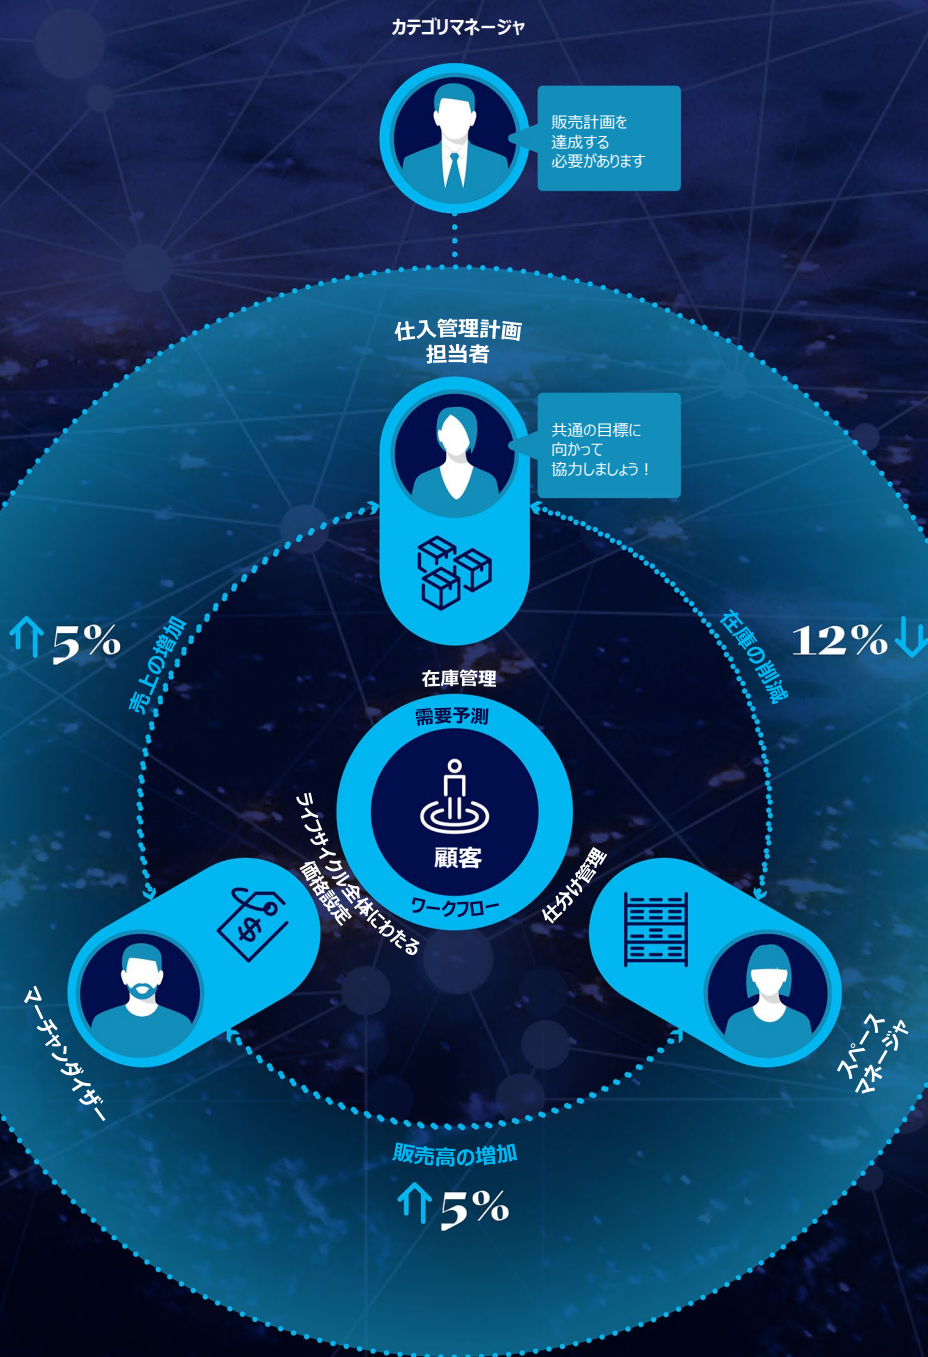 カテゴリマネージャ
販売計画を
達成する
必要があります
仕入管理計画
担当者
共通の目標に
向かって
協力しましょう！
5%
売上の増加
在庫の削減
12%
在庫管理
需要予測
顧客
ワークフロー
ライフサイクル全体にわたる
価格設定
仕分け管理
$
マーチャンダイザー
スペース
マネージャ
販売高の増加
5%